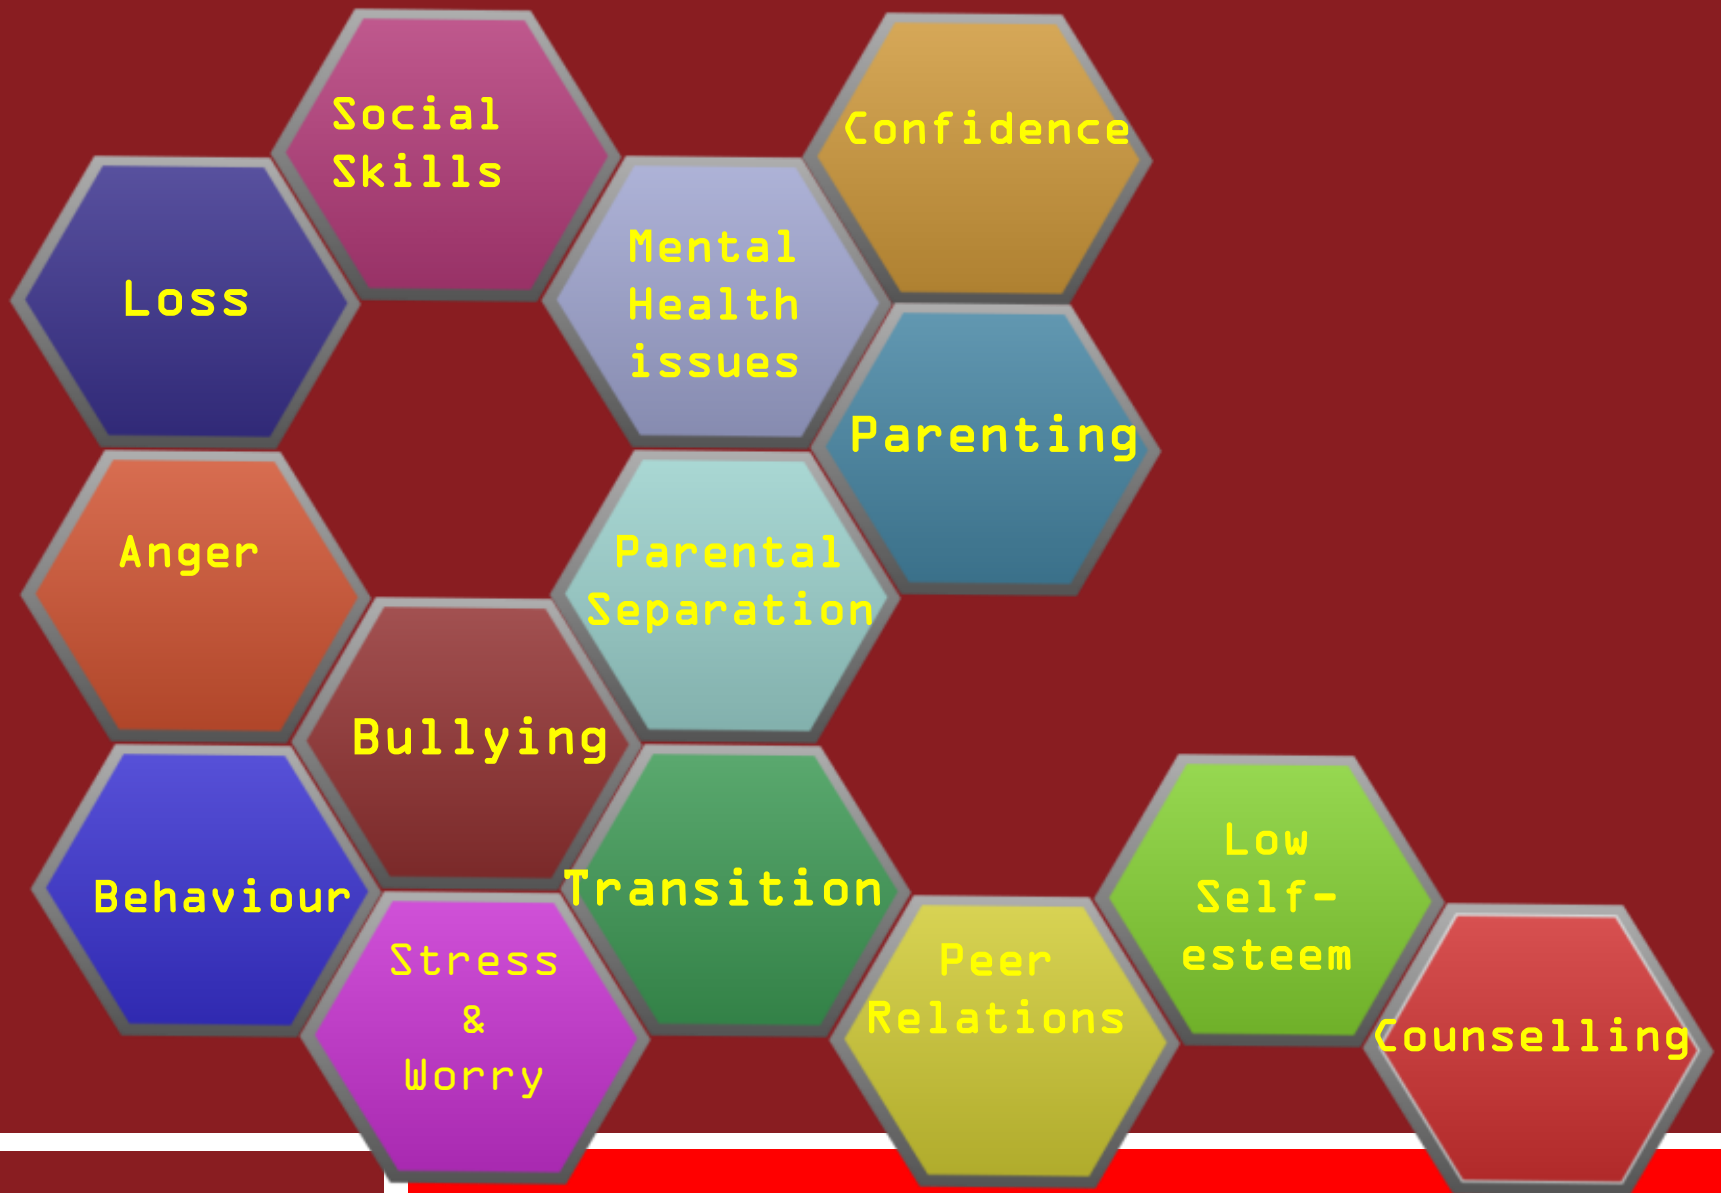 Social
Skills
Confidence
Loss
Mental
Health
issues
Parenting
Anger
Parental
Separation
Bullying
Behaviour
Transition
Stress
&
Worry
Peer
Relations
Low
Self-
esteem
Counselling